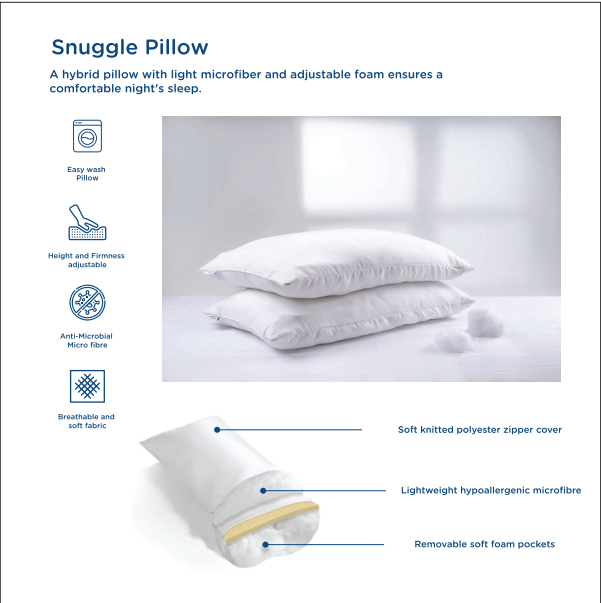 Snuggle Pillow
A hybrid pillow with light microfiber and adjustable foam ensures a
comfortable night's sleep.
Easy wash
Pillow
Height and Firmness
adjustable
Anti-Microbial
Micro fibre
Breathable and
soft fabric
Soft knitted polyester zipper cover
Lightweight hypoallergenic microfibre
Removable soft foam pockets